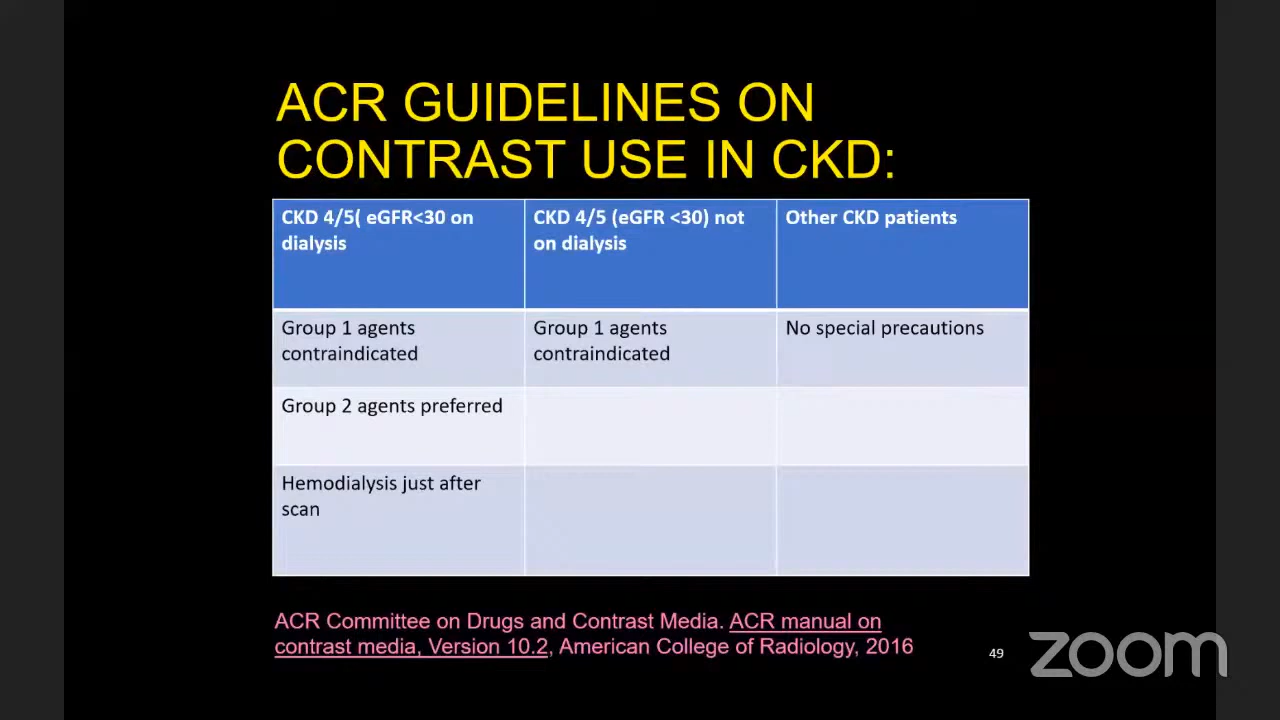 ACR GUIDELINES ON
CONTRAST USE IN CKD:
CKD 4/5( eGFR<30 on
dialysis
CKD 4/5 (eGFR <30) not
on dialysis
Other CKD patients
Group 1 agents
contraindicated
Group 1 agents
contraindicated
No special precautions
Group 2 agents preferred
Hemodialysis just after
scan
ACR Committee on Drugs and Contrast Media. ACR manual on
contrast media, Version 10.2, American College of Radiology, 2016
49
zoom